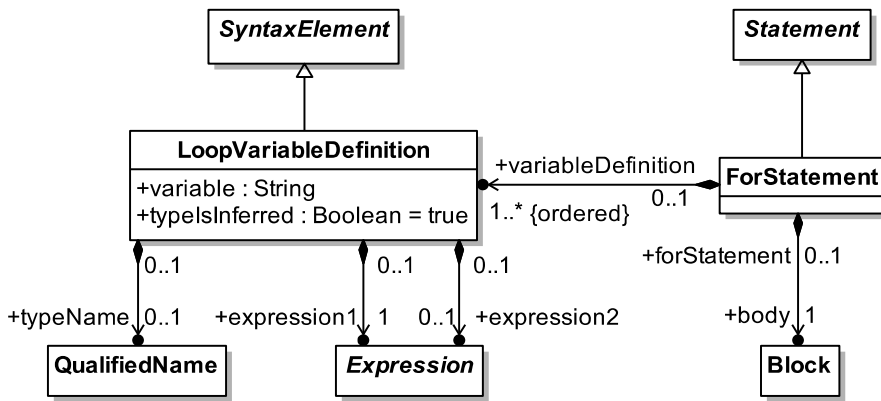 SyntaxElement
Statement
LoopVariableDefinition
+variable : String
+typeIsInferred : Boolean = true
+variableDefinition
0..1
1..* {ordered}
ForStatement
0..1
0..1
0..1
+forStatement
0..1
+typeName
0..1
+expression1
1
0..1
+expression2
+body
1
QualifiedName
Expression
Block